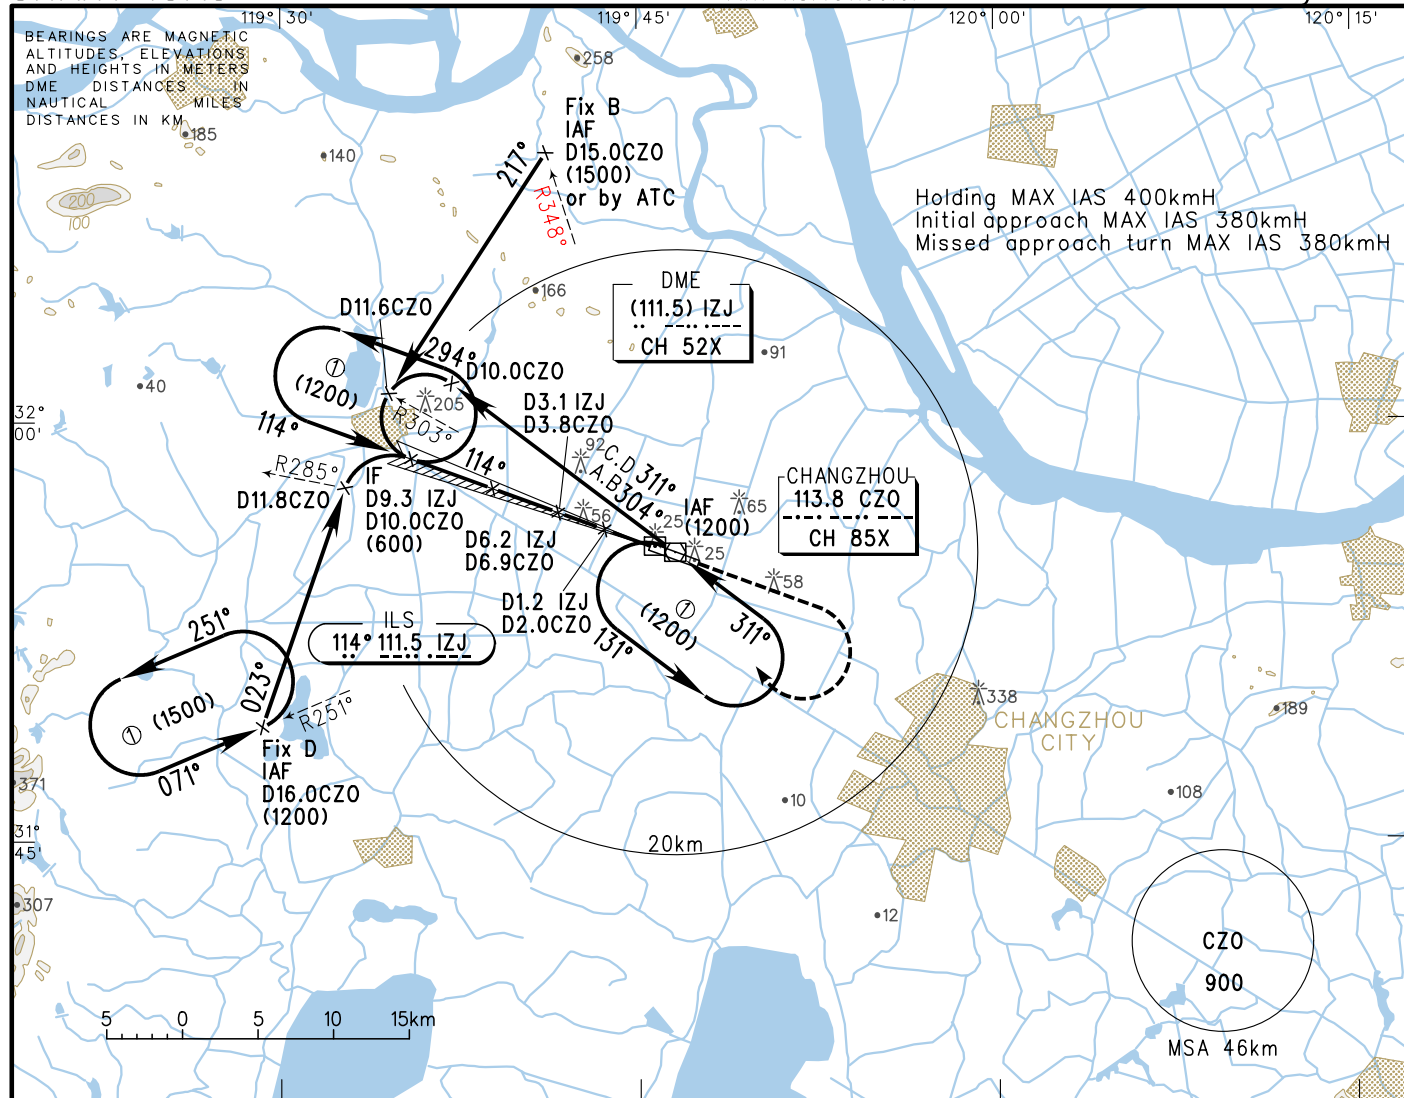 119°30'
119°45'
120°00'
120°15'
BEARINGS ARE MAGNETIC
ALTITUDES, ELEVATIONS
AND HEIGHTS IN METERS
DME DISTANCES IN
NAUTICAL MILES
DISTANCES IN KM
258
185
140
200
100
Fix B
IAF
D15.0CZO
(1500)
or by ATC
217°
R348°
Holding MAX IAS 400kmH
Initial approach MAX IAS 380kmH
Missed approach turn MAX IAS 380kmH
166
DME
(111.5) IZJ
CH 52X
91
D11.6CZO
294°
D10.0CZO
①
(1200)
40
205
R303°
D3.1 IZJ
D3.8CZO
32°
00'
114°
114°
92
C.D 311°
A.B 304°
R285°
D11.8CZO
IF
D9.3 IZJ
D10.0CZO
(600)
56
25
IAF
(1200)
65
CHANGZHOU
113.8 CZO
CH 85X
25
D6.2 IZJ
D6.9CZO
58
D1.2 IZJ
D2.0CZO
①
(1200)
311°
131°
ILS
114° 111.5 IZJ
251°
023°
① (1500)
R251°
071°
Fix D
IAF
D16.0CZO
(1200)
338
CHANGZHOU
CITY
189
371
10
108
31°
45'
20km
307
12
CZO
900
MSA 46km
5 0 5 10 15km